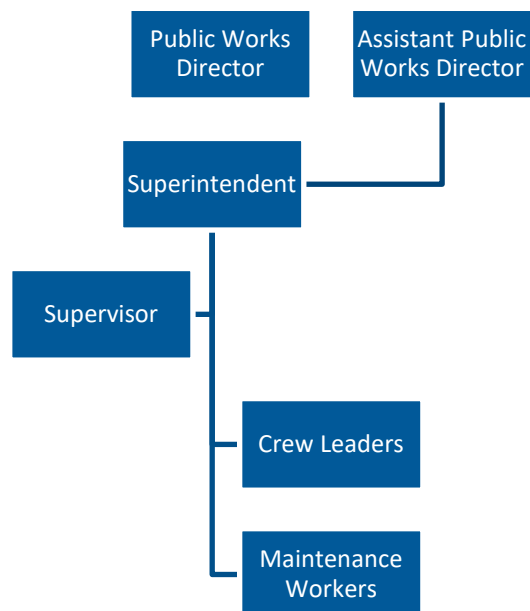 Public Works
Director
Assistant Public
Works Director
Superintendent
Supervisor
Crew Leaders
Maintenance
Workers